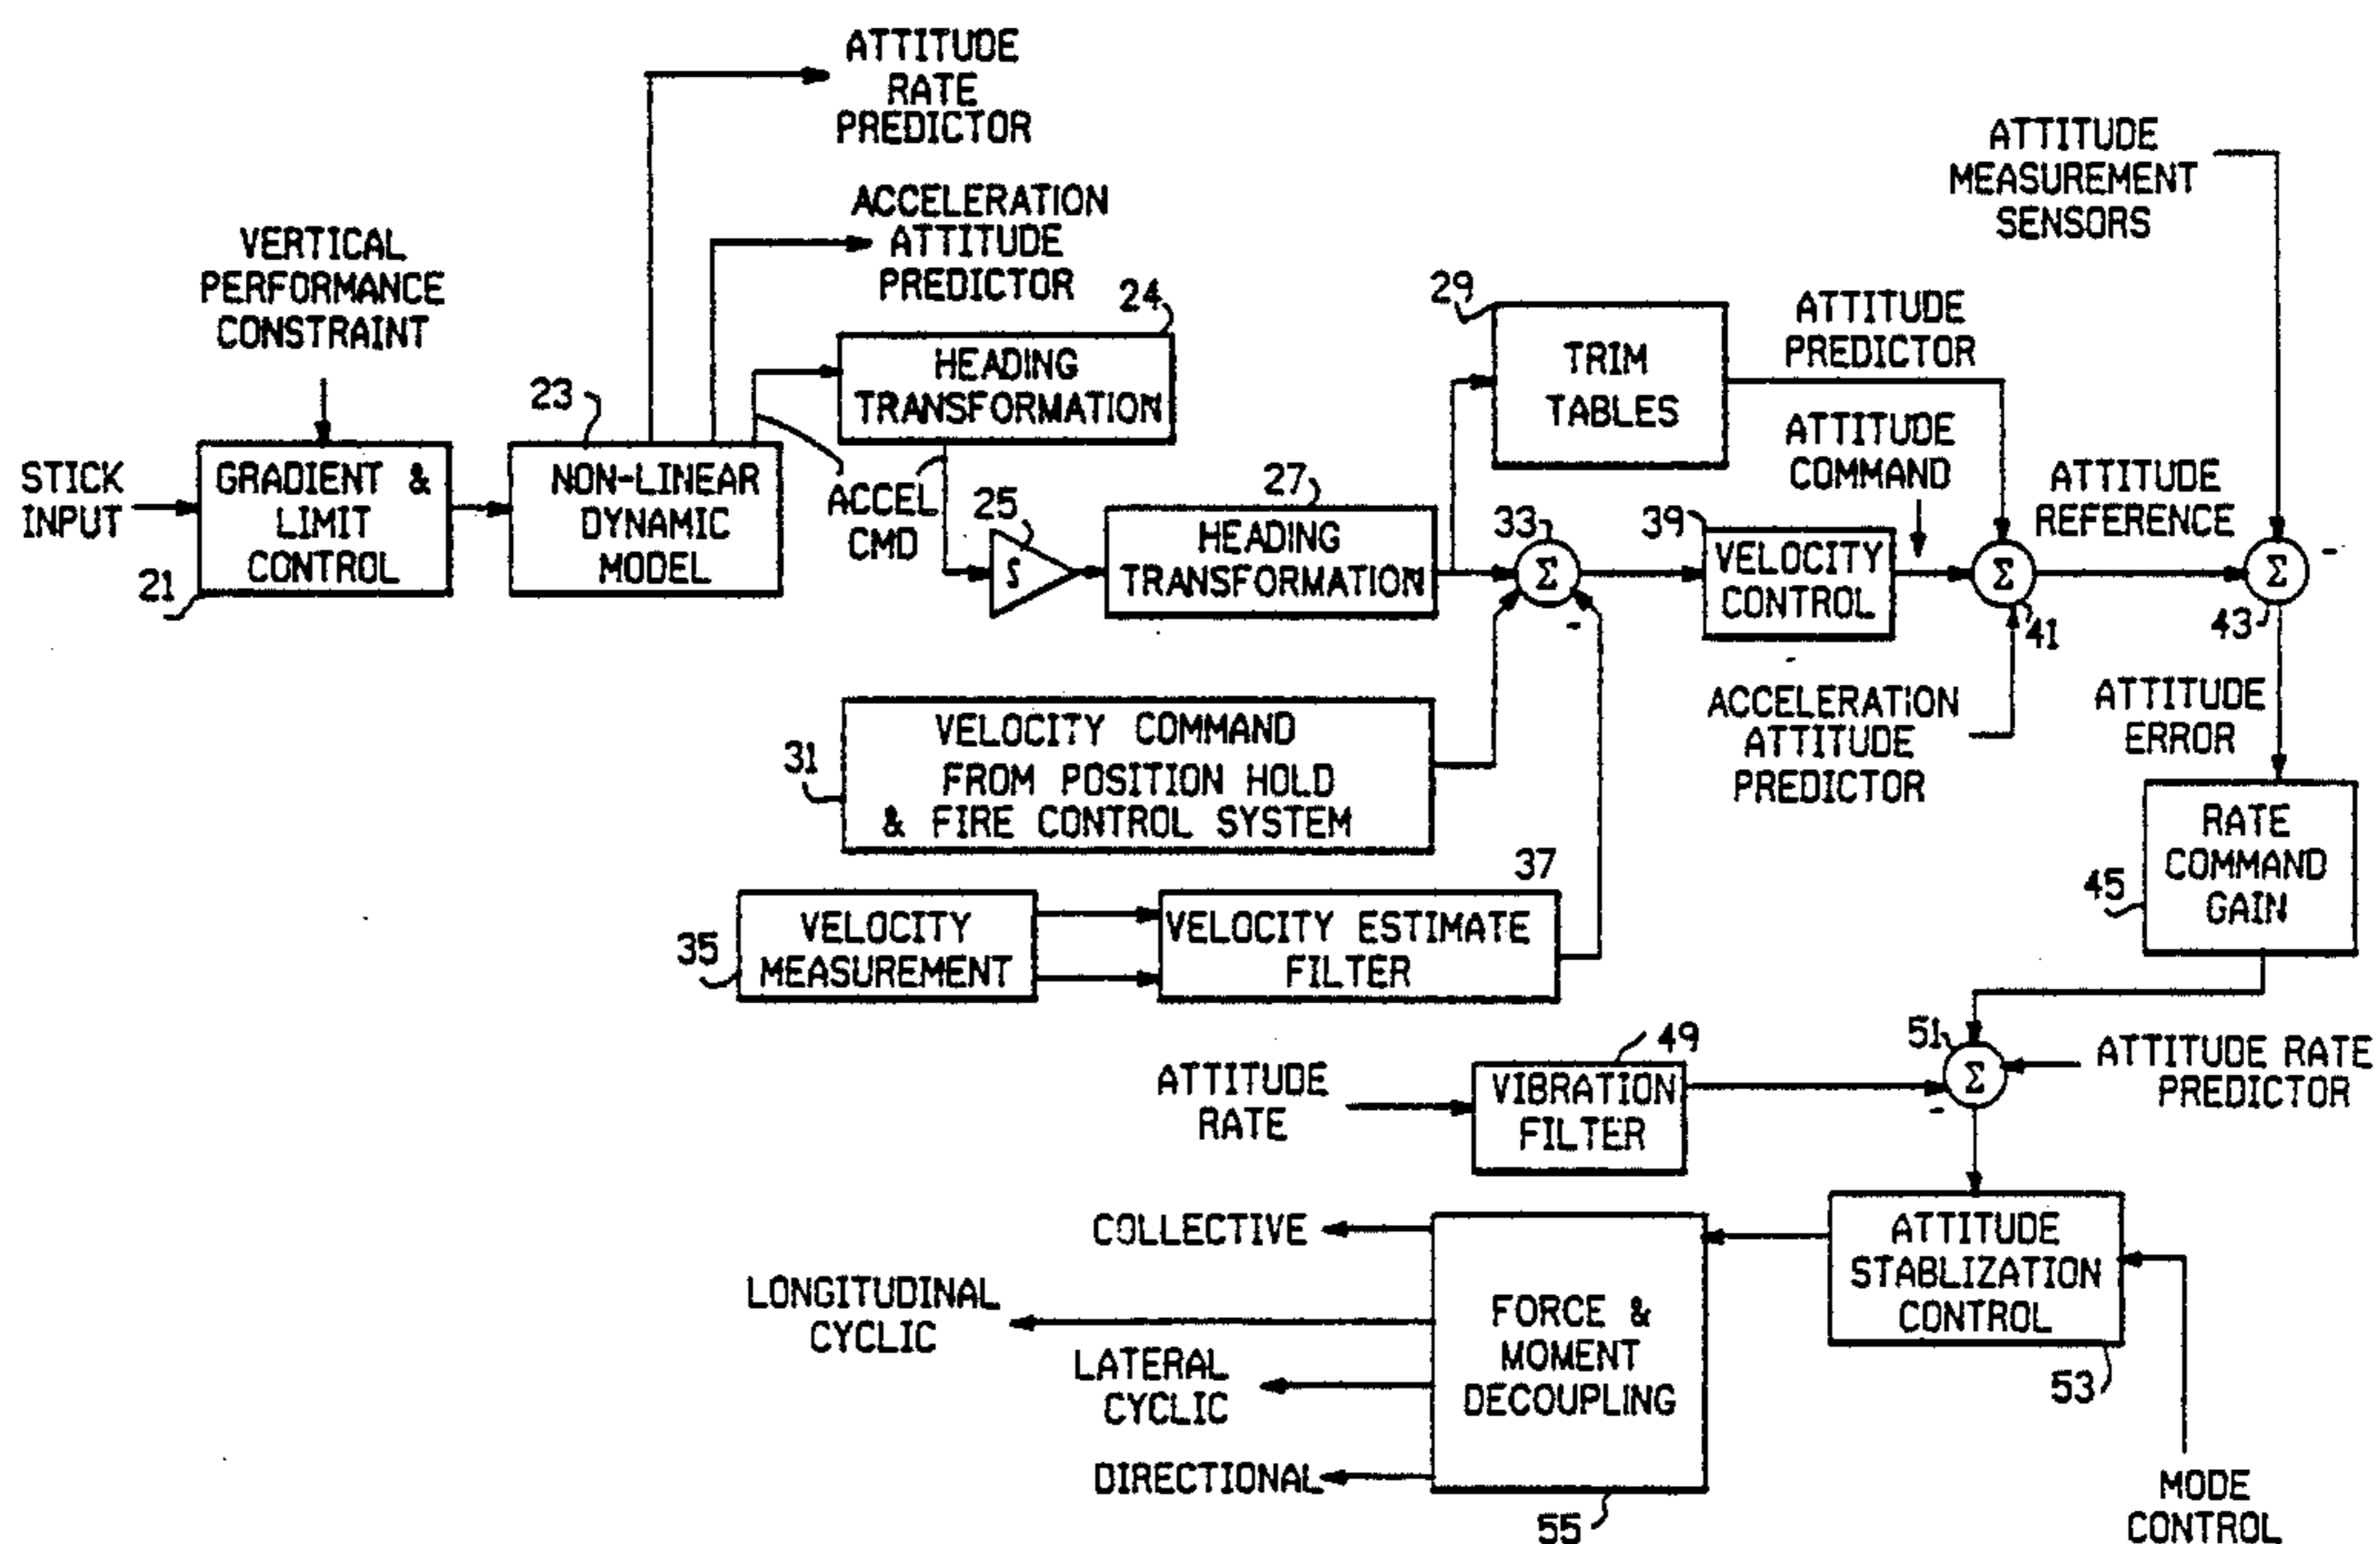 ATTITUDE
RATE
PREDICTOR
ACCELERATION
ATTITUDE
PREDICTOR
VERTICAL
PERFORMANCE
CONSTRAINT
ATTITUDE
MEASUREMENT
SENSORS
24
HEADING
TRANSFORMATION
29
TRIM
TABLES
ATTITUDE
PREDICTOR
ATTITUDE
COMMAND
ATTITUDE
REFERENCE
23
STICK
INPUT
GRADIENT &
LIMIT
CONTROL
21
NON-LINEAR
DYNAMIC
MODEL
ACCEL
CMD
25
∫
27
HEADING
TRANSFORMATION
33
Σ
-
39
VELOCITY
CONTROL
Σ
41
Σ
-
43
31
VELOCITY COMMAND
FROM POSITION HOLD
& FIRE CONTROL SYSTEM
ACCELERATION
ATTITUDE
PREDICTOR
ATTITUDE
ERROR
45
RATE
COMMAND
GAIN
35
VELOCITY
MEASUREMENT
37
VELOCITY ESTIMATE
FILTER
ATTITUDE
RATE
49
VIBRATION
FILTER
51
Σ
-
ATTITUDE RATE
PREDICTOR
COLLECTIVE
LONGITUDINAL
CYCLIC
LATERAL
CYCLIC
DIRECTIONAL
FORCE &
MOMENT
DECOUPLING
55
ATTITUDE
STABLIZATION
CONTROL
53
MODE
CONTROL